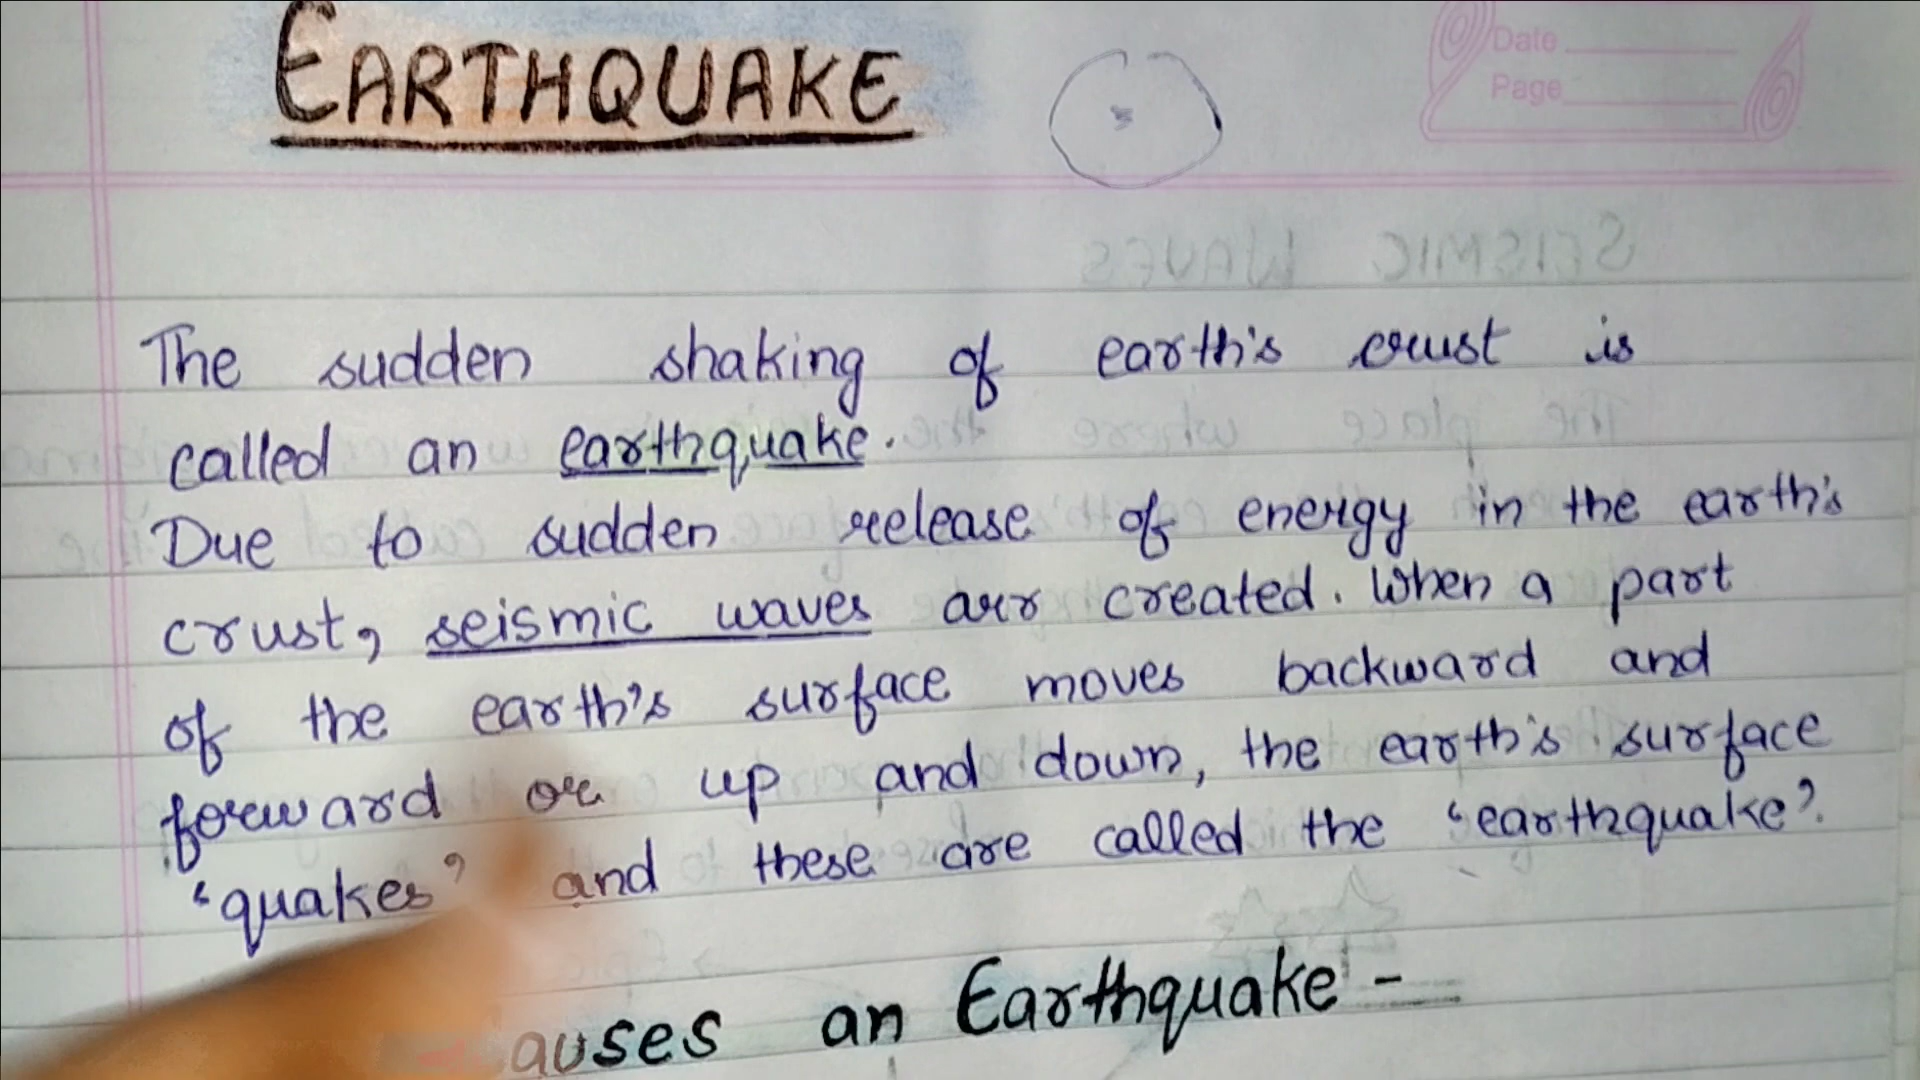 EARTHQUAKE
Date
Page
SEISMIC WAVES
The sudden shaking of earth's crust is
called an earthquake.
Due to sudden release of energy in the earth's
crust, seismic waves are created. When a part
of the earth's surface moves backward and
forward or up and down, the earth's surface
'quakes' and these are called the 'earthquake'.
auses an Earthquake -